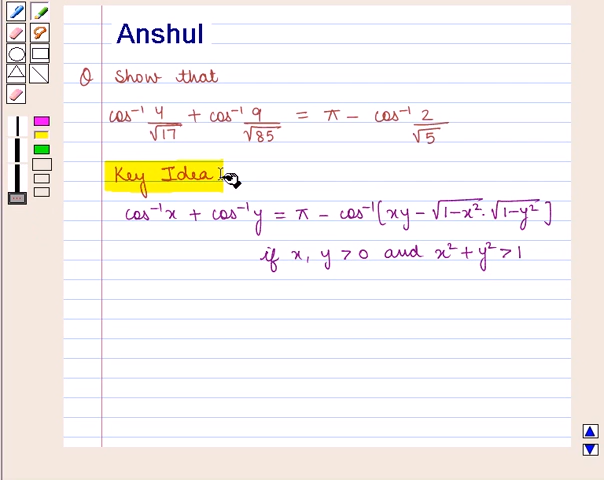 Anshul
Q Show that
cos⁻¹ 4/√17 + cos⁻¹ 9/√85 = π − cos⁻¹ 2/√5
Key Idea :
cos⁻¹x + cos⁻¹y = π − cos⁻¹[xy − √1−x² · √1−y²]
if x, y > 0 and x² + y² > 1